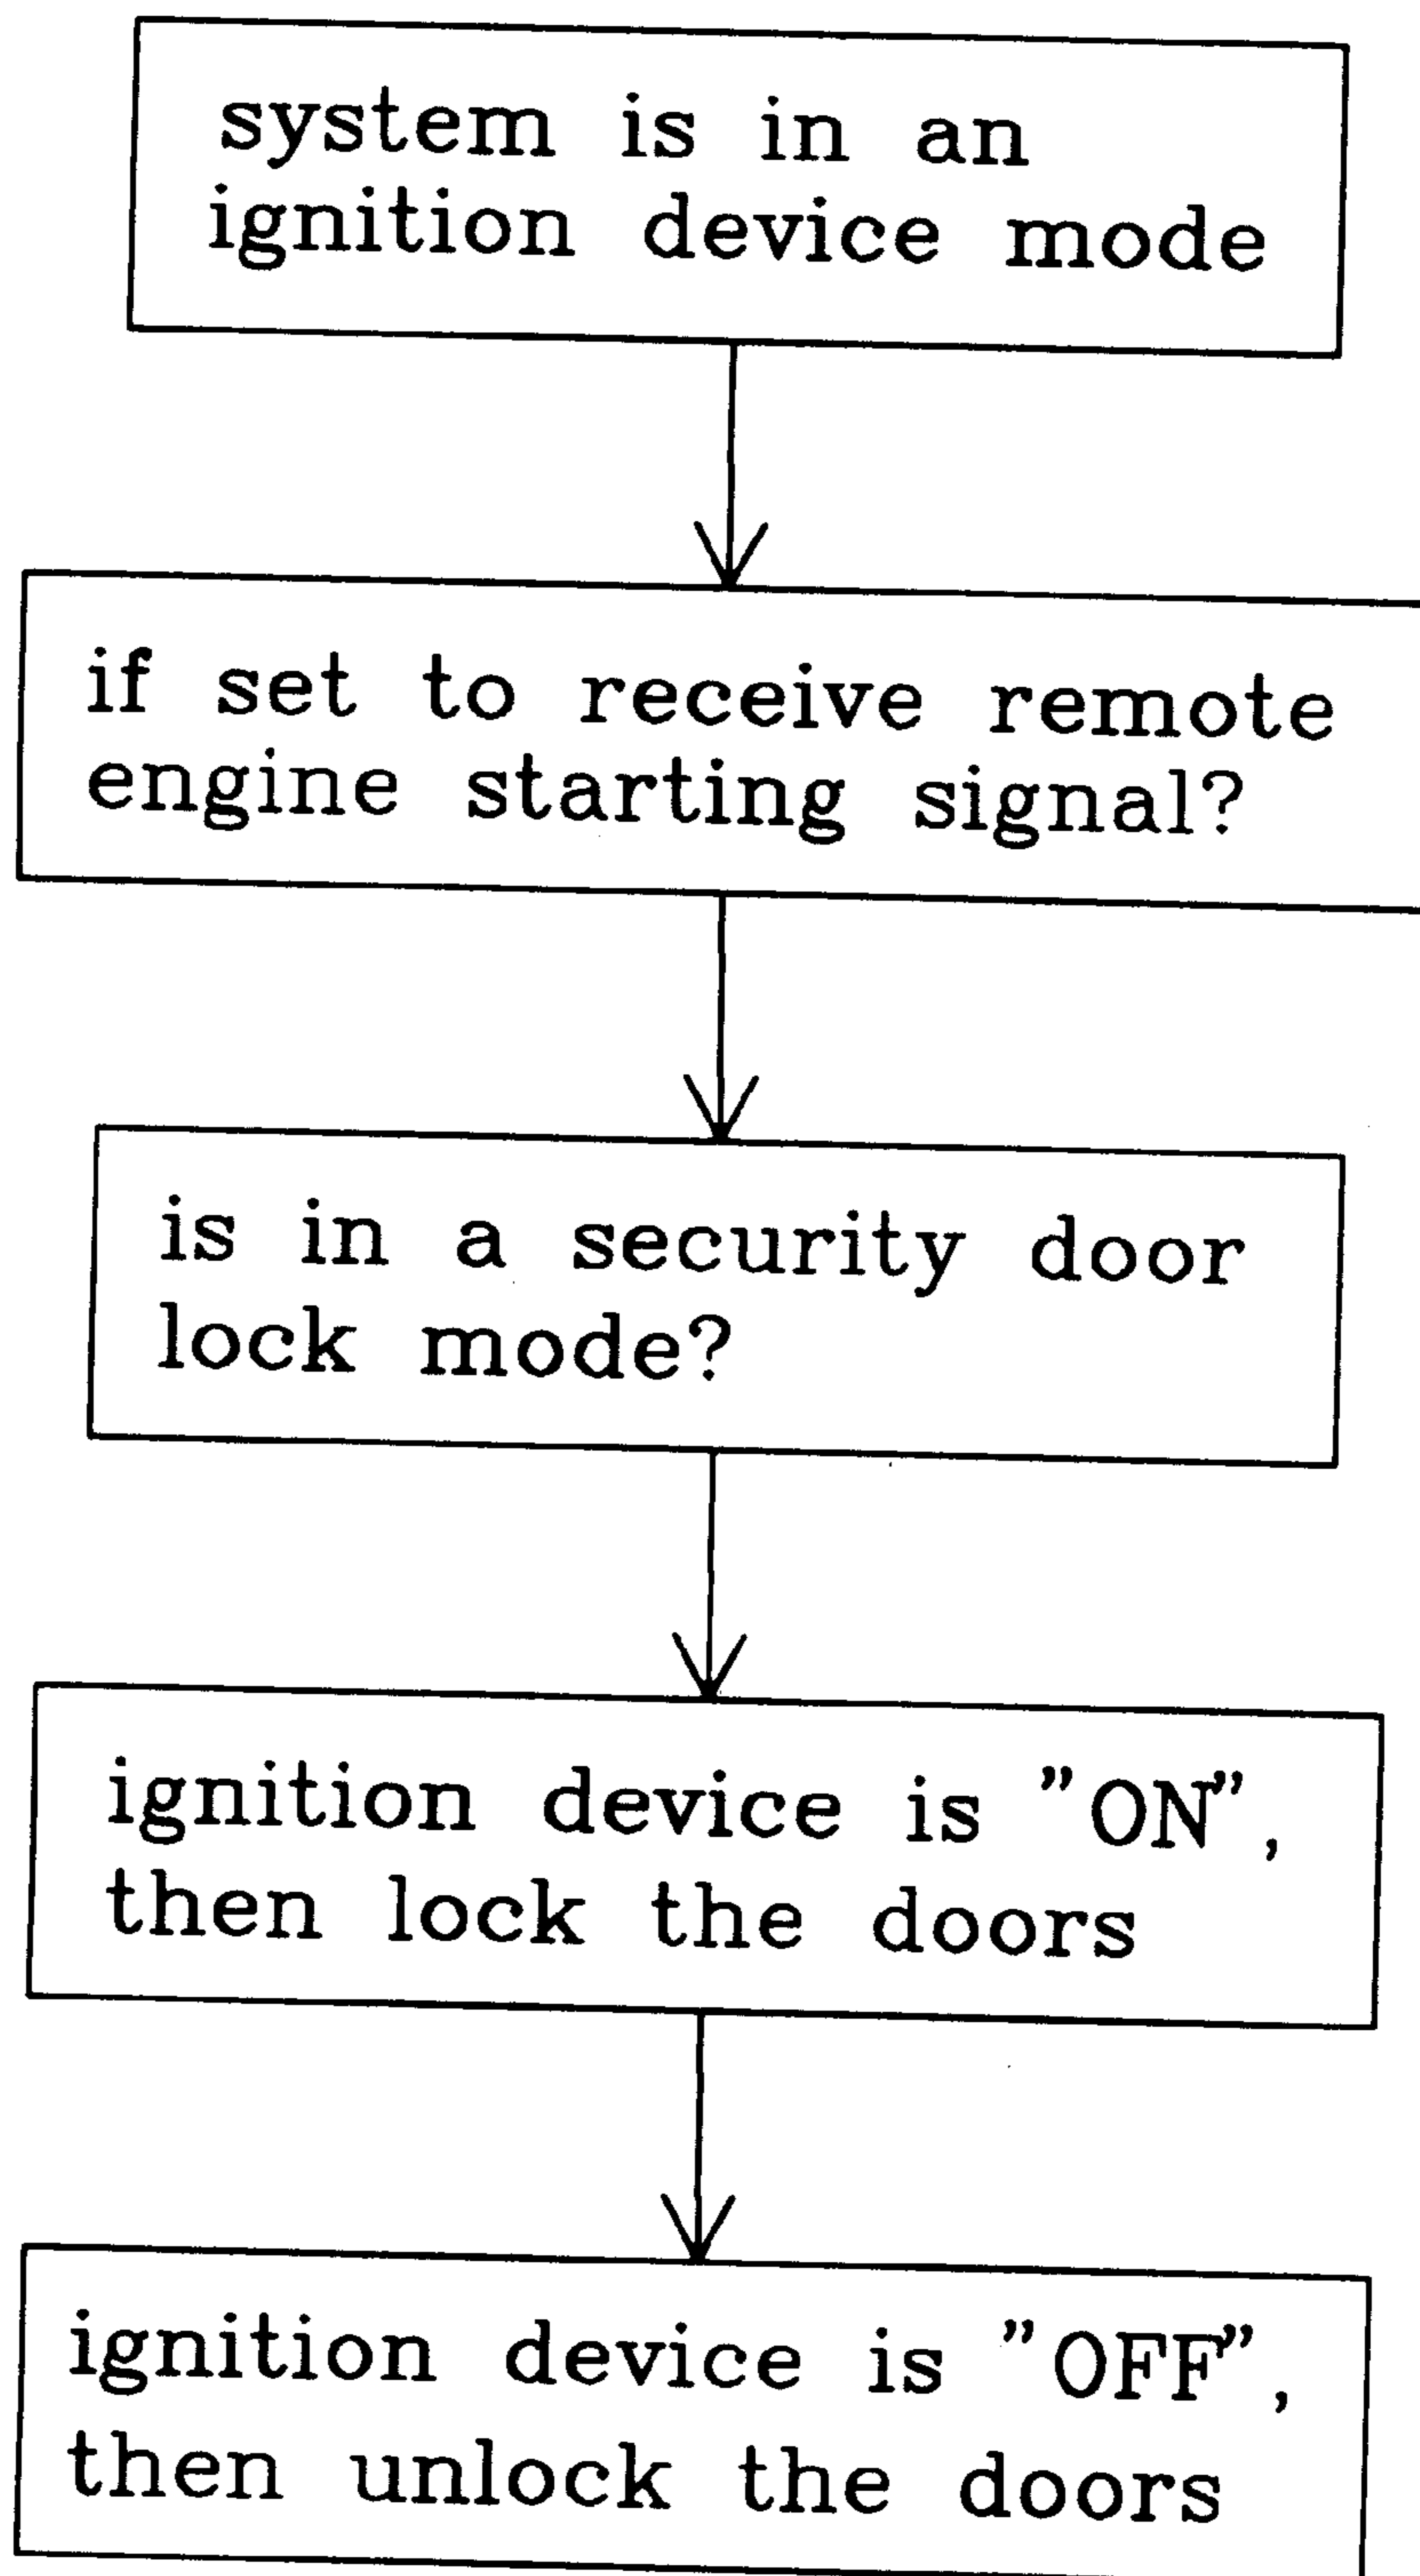 system is in an
ignition device mode
if set to receive remote
engine starting signal?
is in a security door
lock mode?
ignition device is ”ON”,
then lock the doors
ignition device is ”OFF”,
then unlock the doors